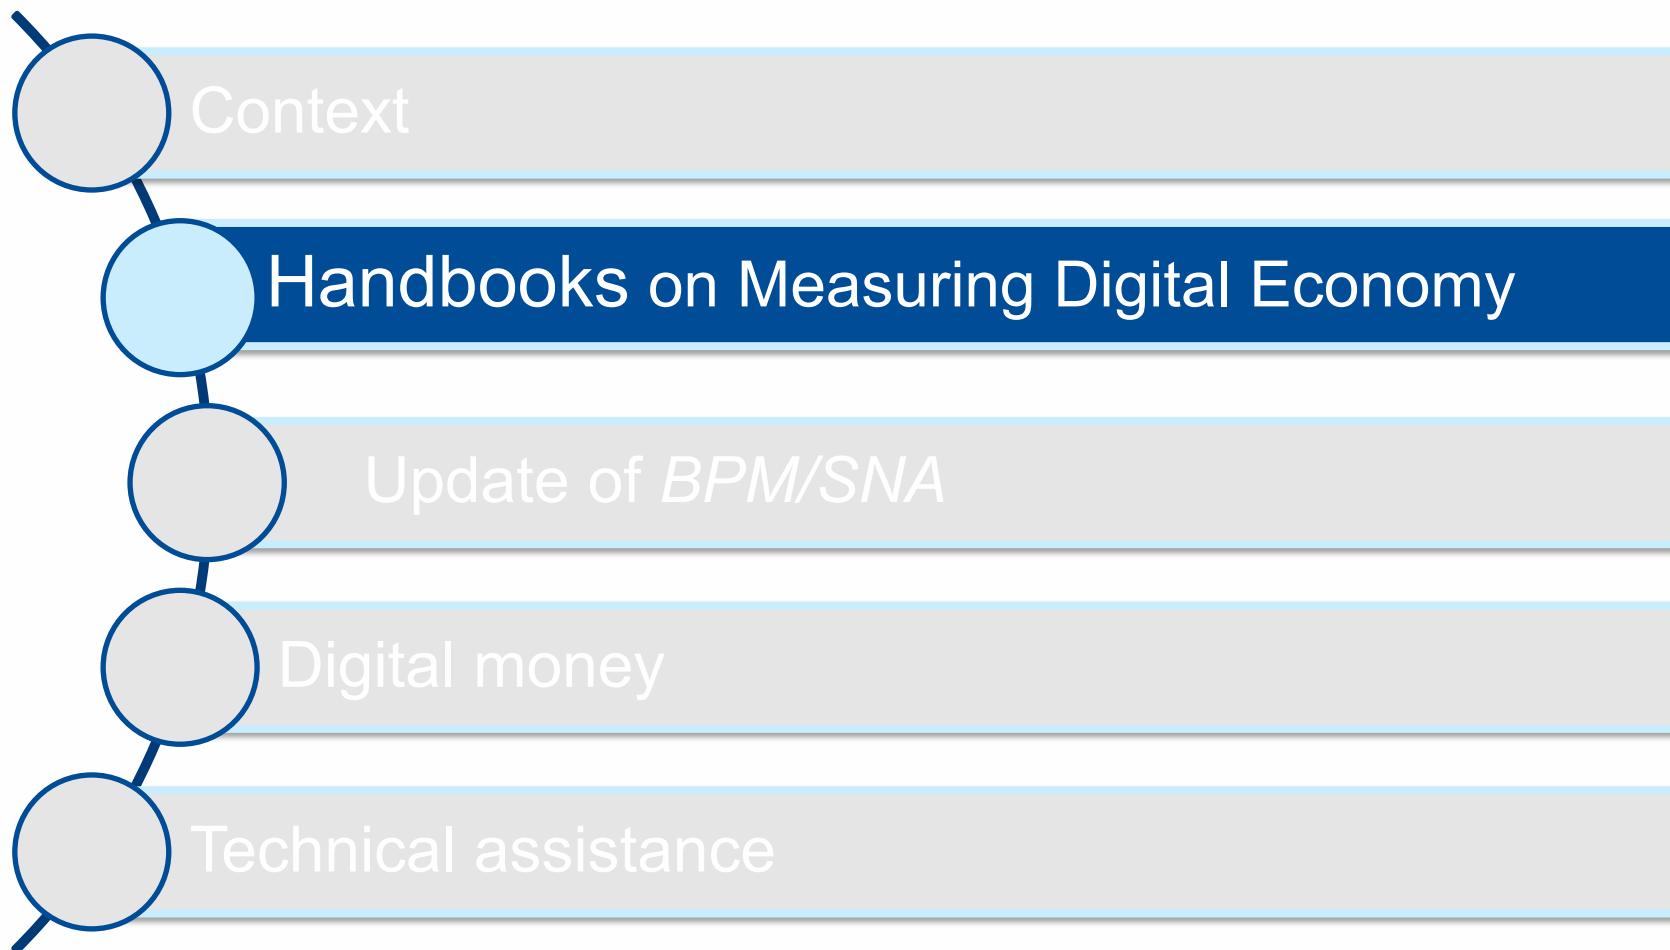 Context
Handbooks on Measuring Digital Economy
Update of BPM/SNA
Digital money
Technical assistance